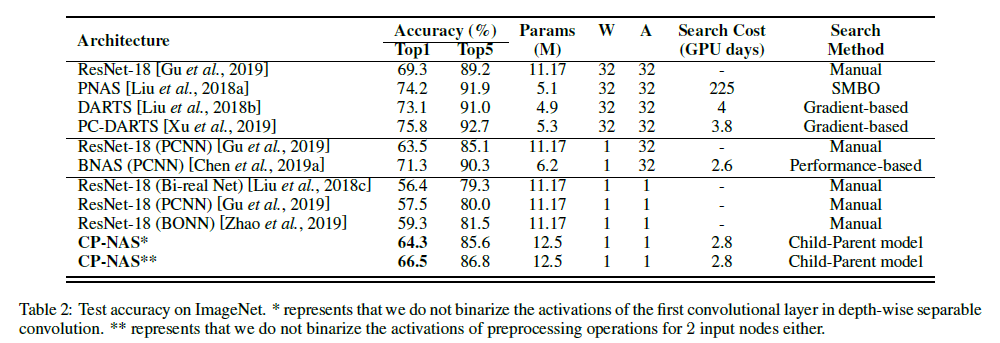 Architecture Accuracy (%) Params W A Search Cost Search
Top1 Top5 (M) (GPU days) Method
ResNet-18 [Gu et al., 2019] 69.3 89.2 11.17 32 32 - Manual
PNAS [Liu et al., 2018a] 74.2 91.9 5.1 32 32 225 SMBO
DARTS [Liu et al., 2018b] 73.1 91.0 4.9 32 32 4 Gradient-based
PC-DARTS [Xu et al., 2019] 75.8 92.7 5.3 32 32 3.8 Gradient-based
ResNet-18 (PCNN) [Gu et al., 2019] 63.5 85.1 11.17 1 32 - Manual
BNAS (PCNN) [Chen et al., 2019a] 71.3 90.3 6.2 1 32 2.6 Performance-based
ResNet-18 (Bi-real Net) [Liu et al., 2018c] 56.4 79.3 11.17 1 1 - Manual
ResNet-18 (PCNN) [Gu et al., 2019] 57.5 80.0 11.17 1 1 - Manual
ResNet-18 (BONN) [Zhao et al., 2019] 59.3 81.5 11.17 1 1 - Manual
CP-NAS* 64.3 85.6 12.5 1 1 2.8 Child-Parent model
CP-NAS** 66.5 86.8 12.5 1 1 2.8 Child-Parent model
Table 2: Test accuracy on ImageNet. * represents that we do not binarize the activations of the first convolutional layer in depth-wise separable
convolution. ** represents that we do not binarize the activations of preprocessing operations for 2 input nodes either.